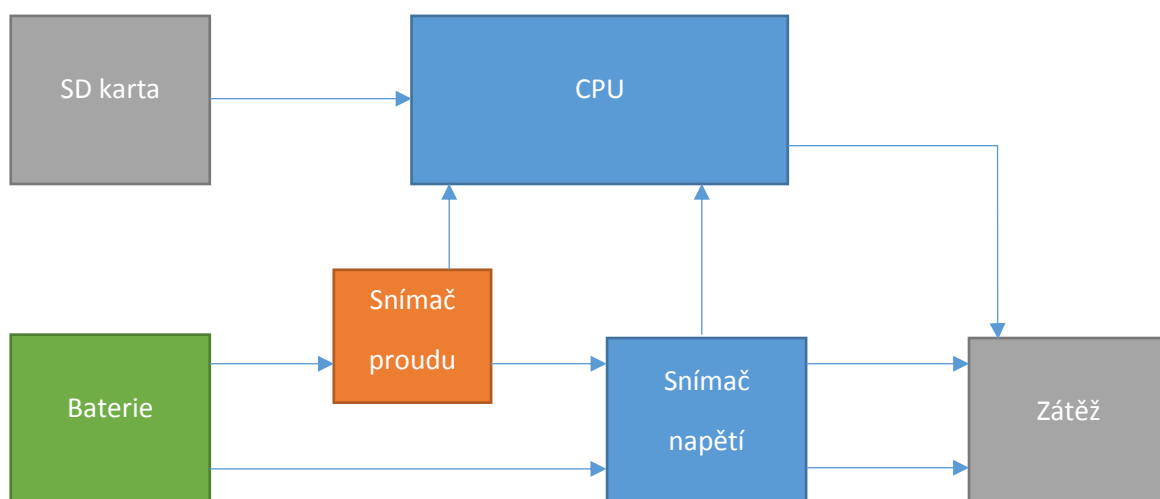 SD karta
CPU
Snímač
proudu
Baterie
Snímač
napětí
Zátěž